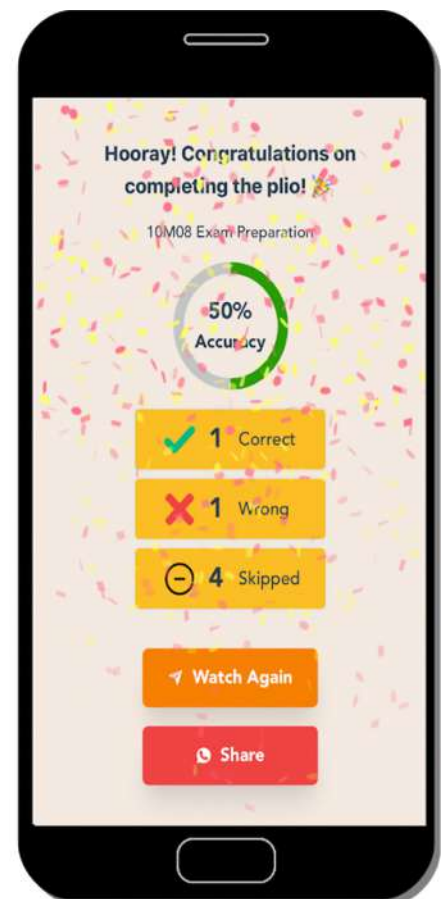 Hooray! Congratulations on
completing the plio! 🎉
10M08 Exam Preparation
50%
Accuracy
1 Correct
1 Wrong
4 Skipped
Watch Again
Share